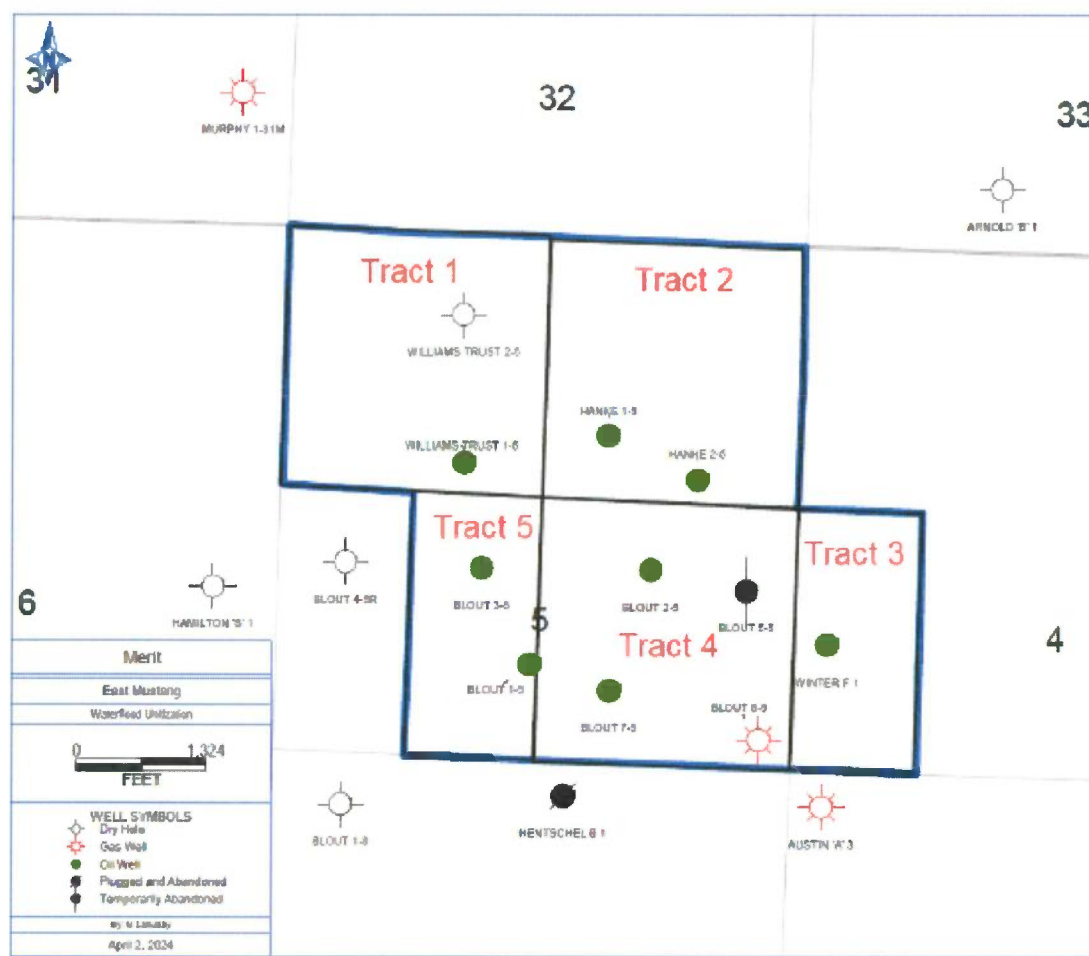 N
31
32
33
MURPHY 1-31M
ARNOLD 'B' 1
Tract 1
Tract 2
WILLIAMS TRUST 2-5
HANKE 1-5
WILLIAMS TRUST 1-5
HANKE 2-5
Tract 5
Tract 3
BLOUT 4-5R
BLOUT 3-5
BLOUT 2-5
BLOUT 5-5
6
HAMILTON 'B' 1
5
Tract 4
4
WINTER F 1
BLOUT 1-5
BLOUT 7-5
BLOUT 6-5
BLOUT 1-8
HENTSCHEL B 1
AUSTIN 'A' 3
Merit
East Mustang
Waterflood Unitization
0 1,324
FEET
WELL SYMBOLS
Dry Hole
Gas Well
Oil Well
Plugged and Abandoned
Temporarily Abandoned
By: M
April 2, 2024